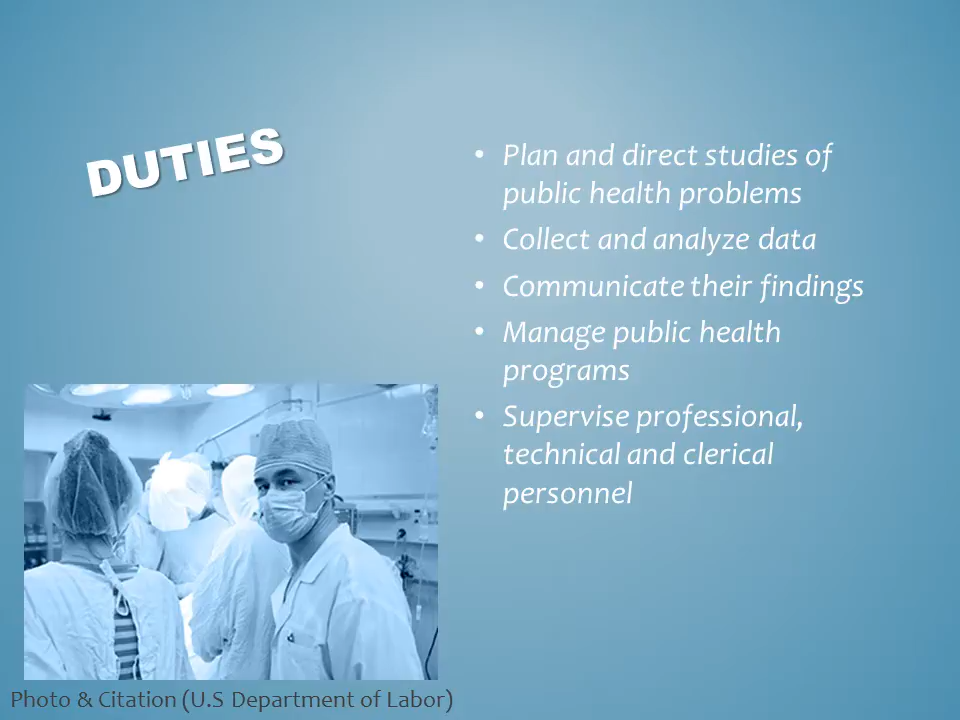 DUTIES
• Plan and direct studies of
public health problems
• Collect and analyze data
• Communicate their findings
• Manage public health
programs
• Supervise professional,
technical and clerical
personnel
Photo & Citation (U.S Department of Labor)